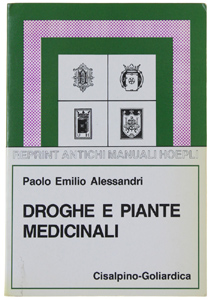 REPRINT ANTICHI MANUALI HOEPLI
Paolo Emilio Alessandri
DROGHE E PIANTE
MEDICINALI
Cisalpino-Goliardica